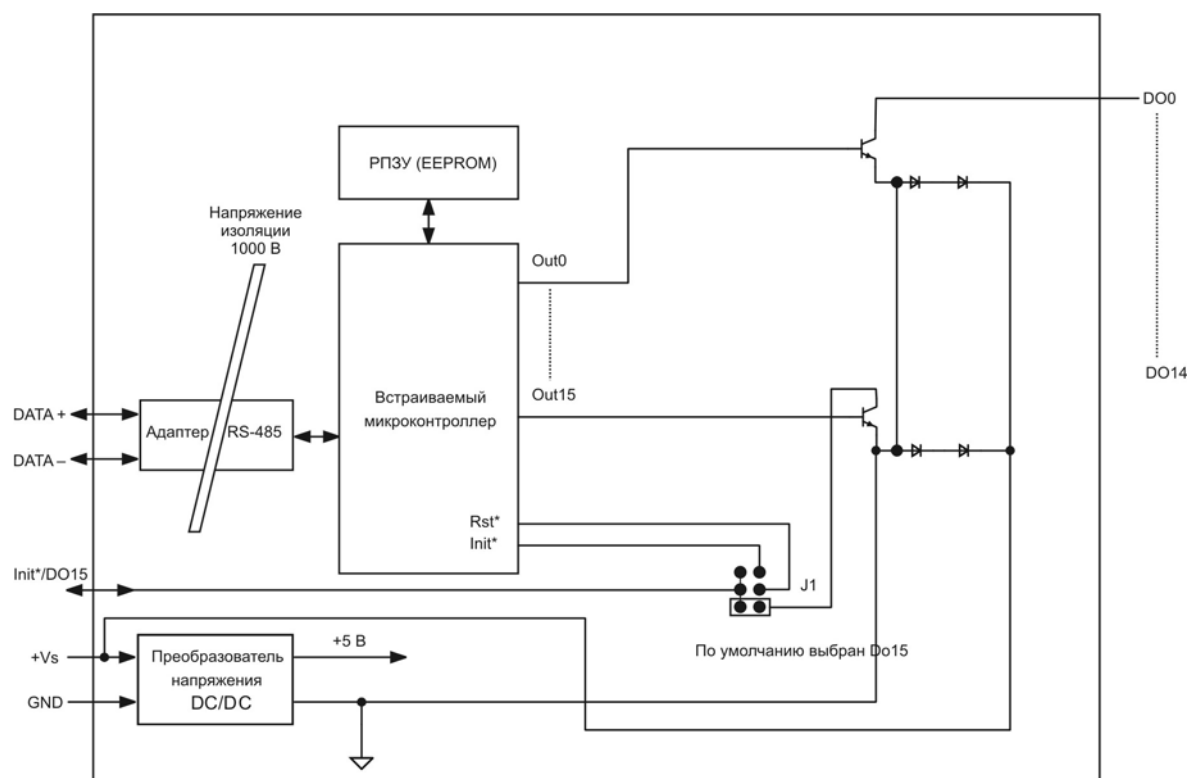 DO0
РПЗУ (EEPROM)
Напряжение
изоляции
1000 В
Out0
DO14
Out15
Встраиваемый
микроконтроллер
DATA +
Адаптер RS-485
DATA –
Rst*
Init*
Init*/DO15
J1
+5 В
По умолчанию выбран Do15
+Vs
Преобразователь
напряжения
DC/DC
GND